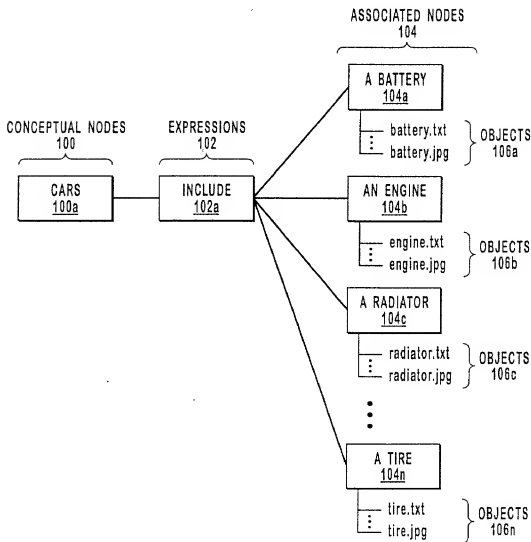 ASSOCIATED NODES
104
A BATTERY
104a
battery.txt
battery.jpg
OBJECTS
106a
CONCEPTUAL NODES
100
EXPRESSIONS
102
CARS
100a
INCLUDE
102a
AN ENGINE
104b
engine.txt
engine.jpg
OBJECTS
106b
A RADIATOR
104c
radiator.txt
radiator.jpg
OBJECTS
106c
A TIRE
104n
tire.txt
tire.jpg
OBJECTS
106n